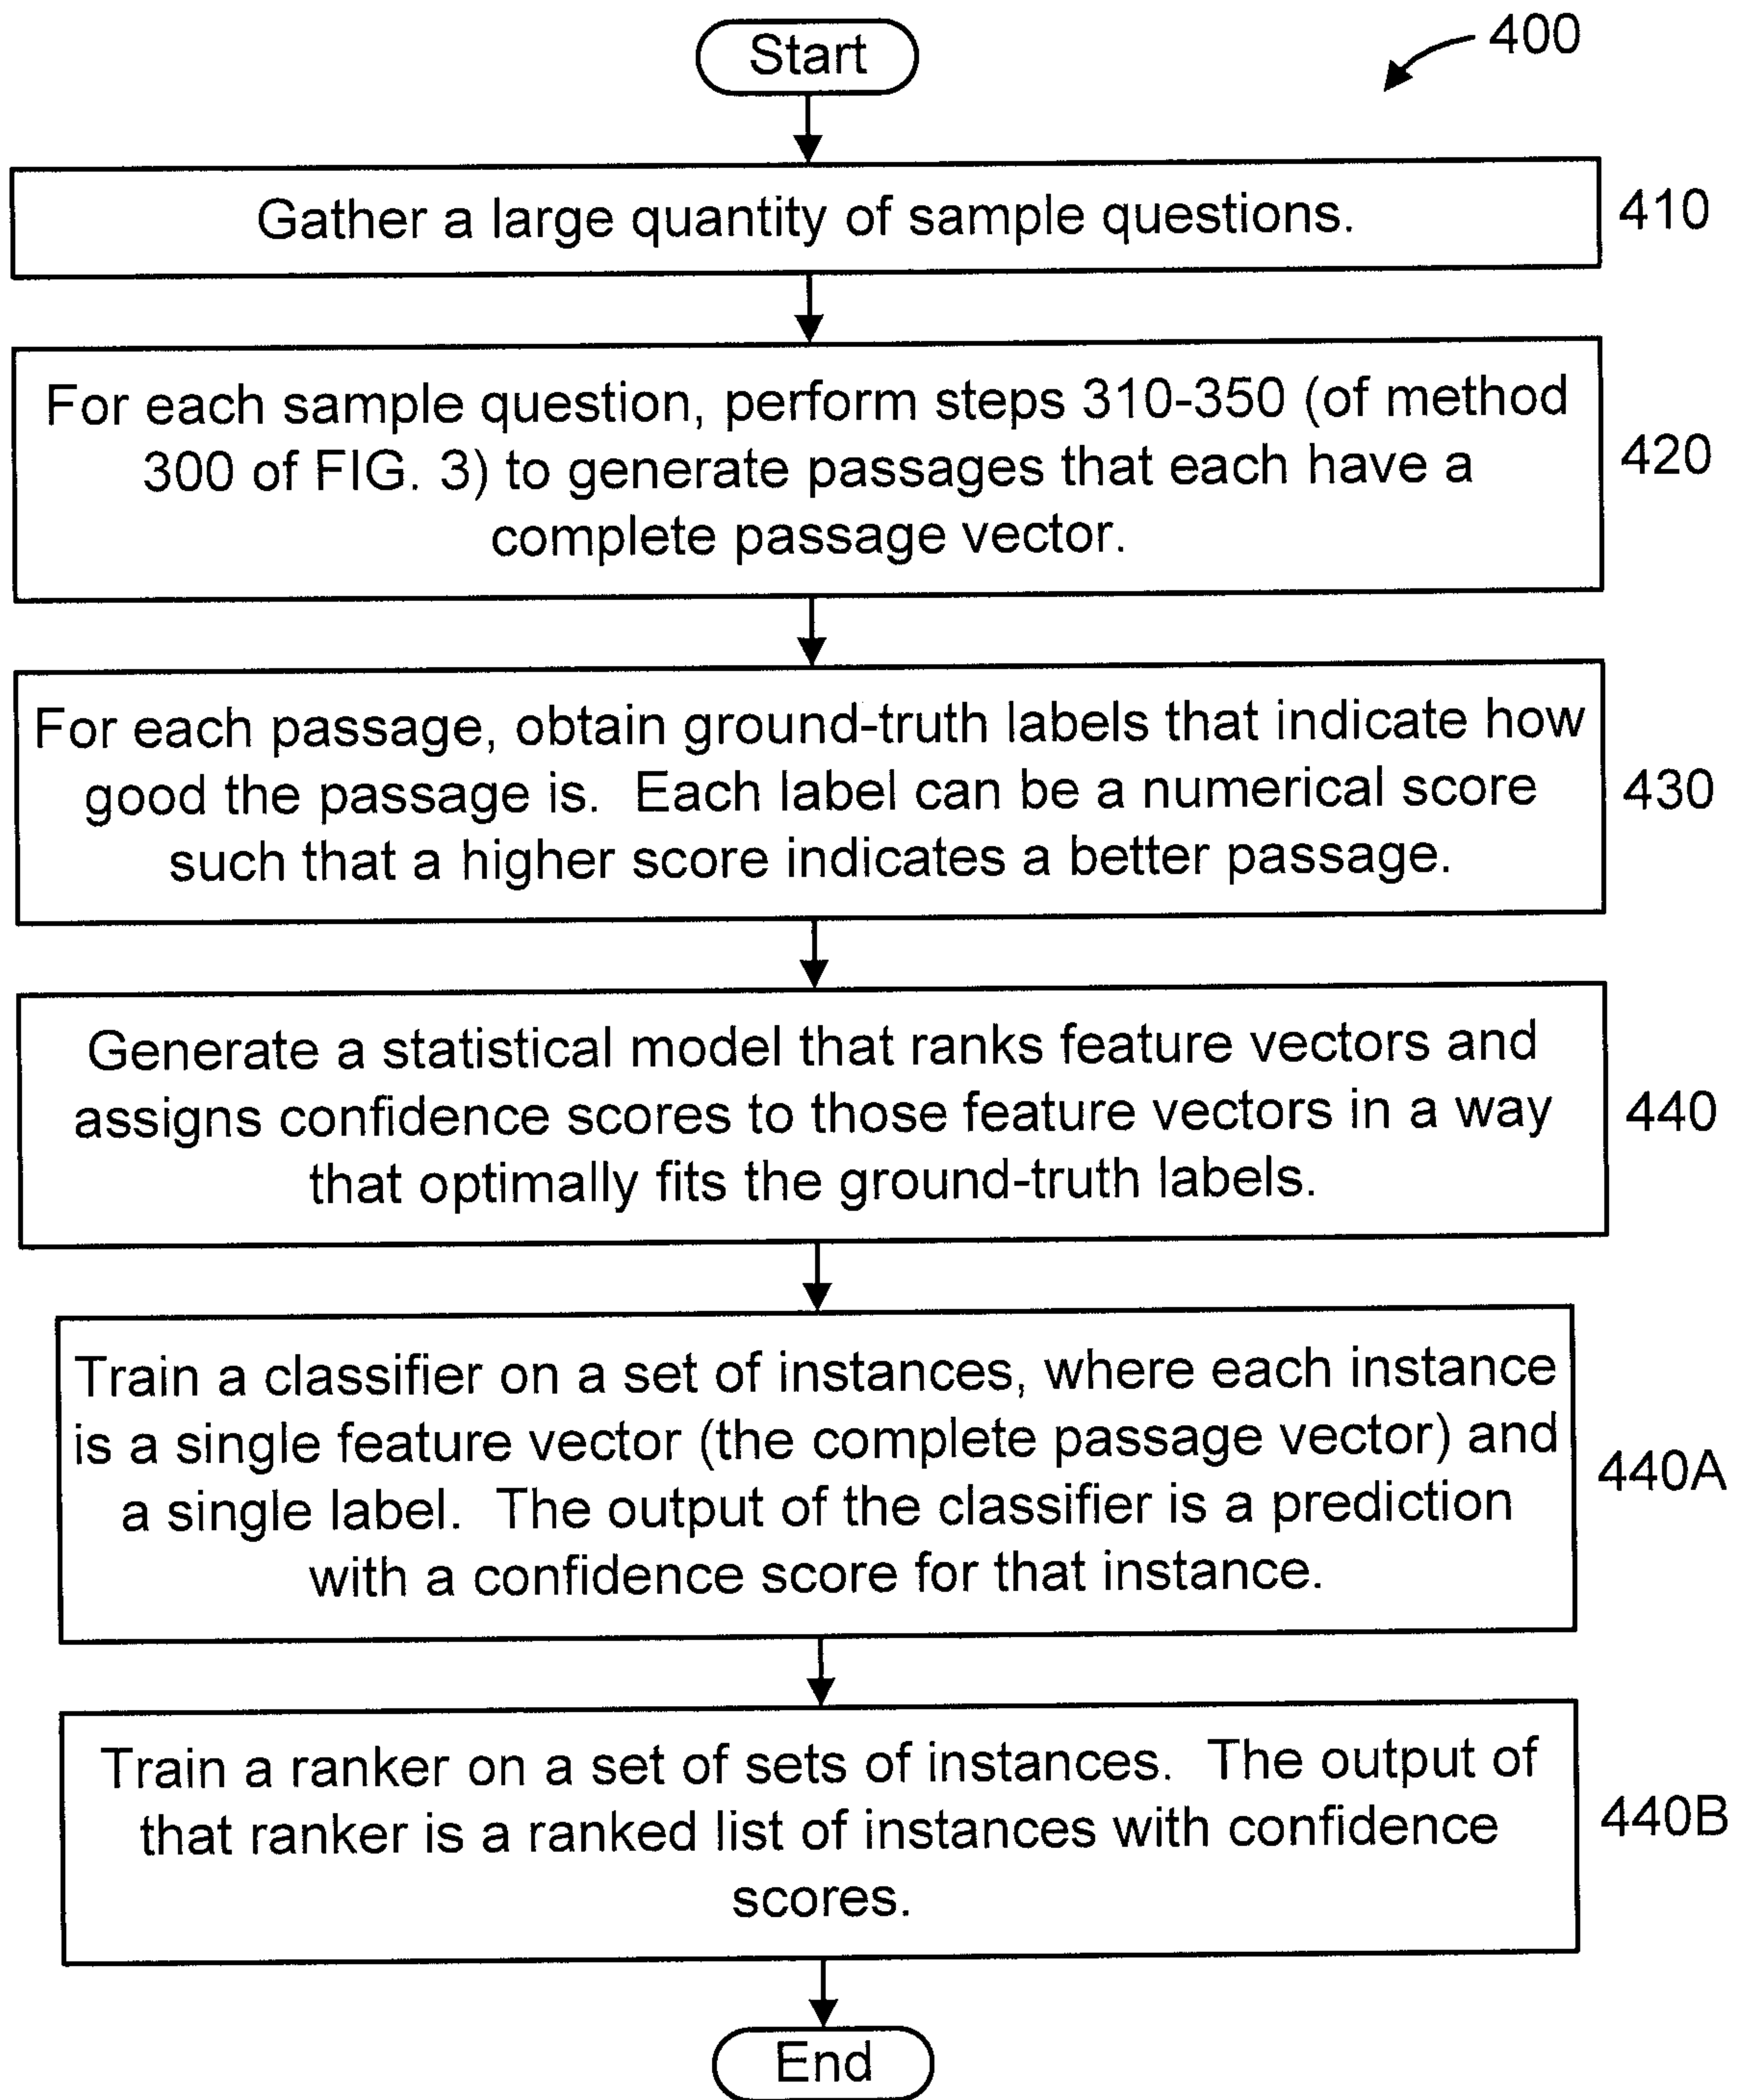 Start
400
Gather a large quantity of sample questions.
410
For each sample question, perform steps 310-350 (of method
300 of FIG. 3) to generate passages that each have a
complete passage vector.
420
For each passage, obtain ground-truth labels that indicate how
good the passage is.  Each label can be a numerical score
such that a higher score indicates a better passage.
430
Generate a statistical model that ranks feature vectors and
assigns confidence scores to those feature vectors in a way
that optimally fits the ground-truth labels.
440
Train a classifier on a set of instances, where each instance
is a single feature vector (the complete passage vector) and
a single label.  The output of the classifier is a prediction
with a confidence score for that instance.
440A
Train a ranker on a set of sets of instances.  The output of
that ranker is a ranked list of instances with confidence
scores.
440B
End